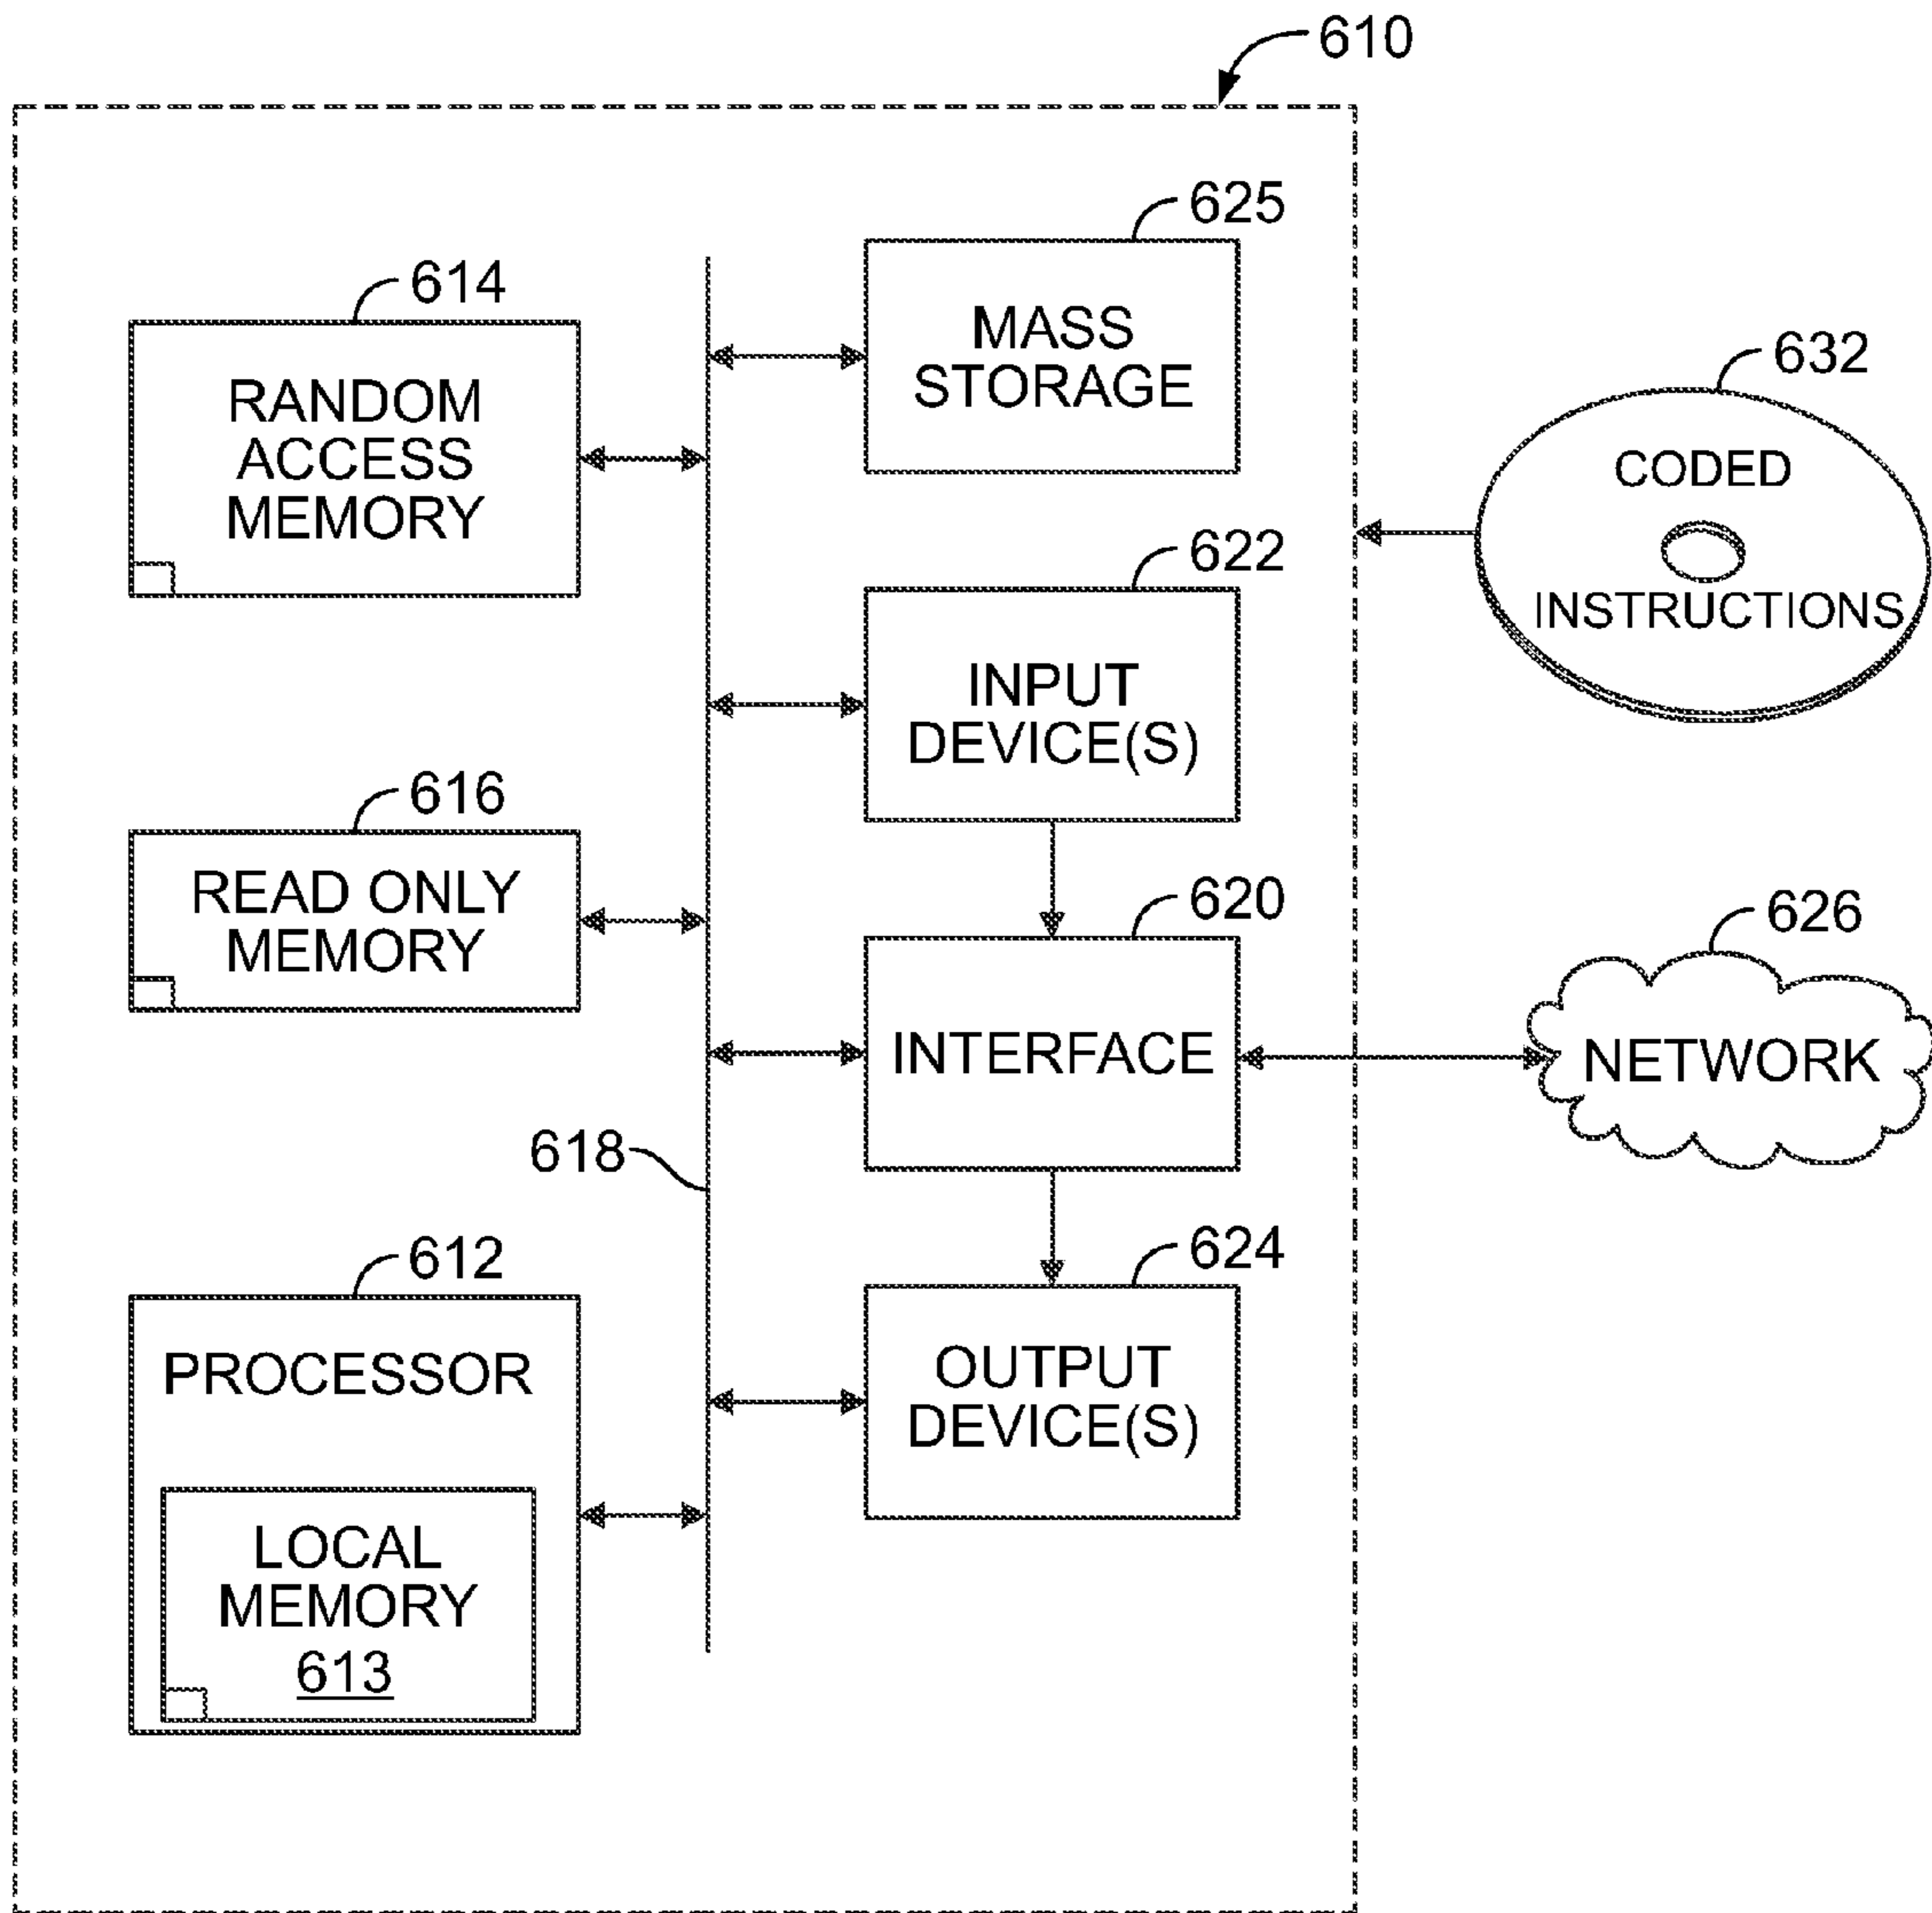 610
625
MASS
STORAGE
614
RANDOM
ACCESS
MEMORY
632
CODED
INSTRUCTIONS
622
INPUT
DEVICE(S)
616
READ ONLY
MEMORY
620
INTERFACE
626
NETWORK
618
612
PROCESSOR
LOCAL
MEMORY
613
624
OUTPUT
DEVICE(S)